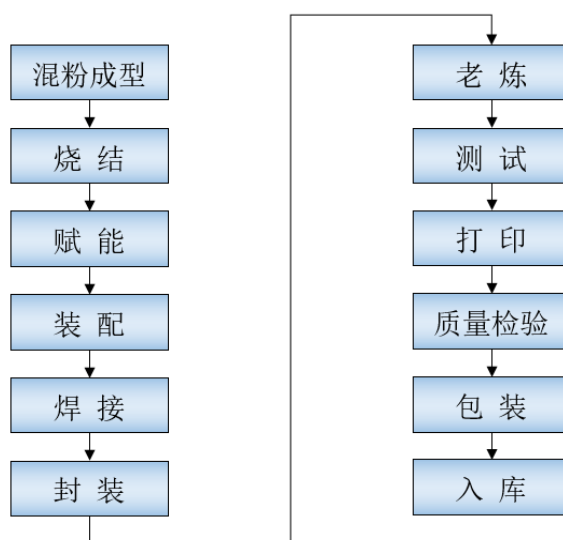 混粉成型
烧 结
赋 能
装 配
焊 接
封 装
老 炼
测 试
打 印
质量检验
包 装
入 库